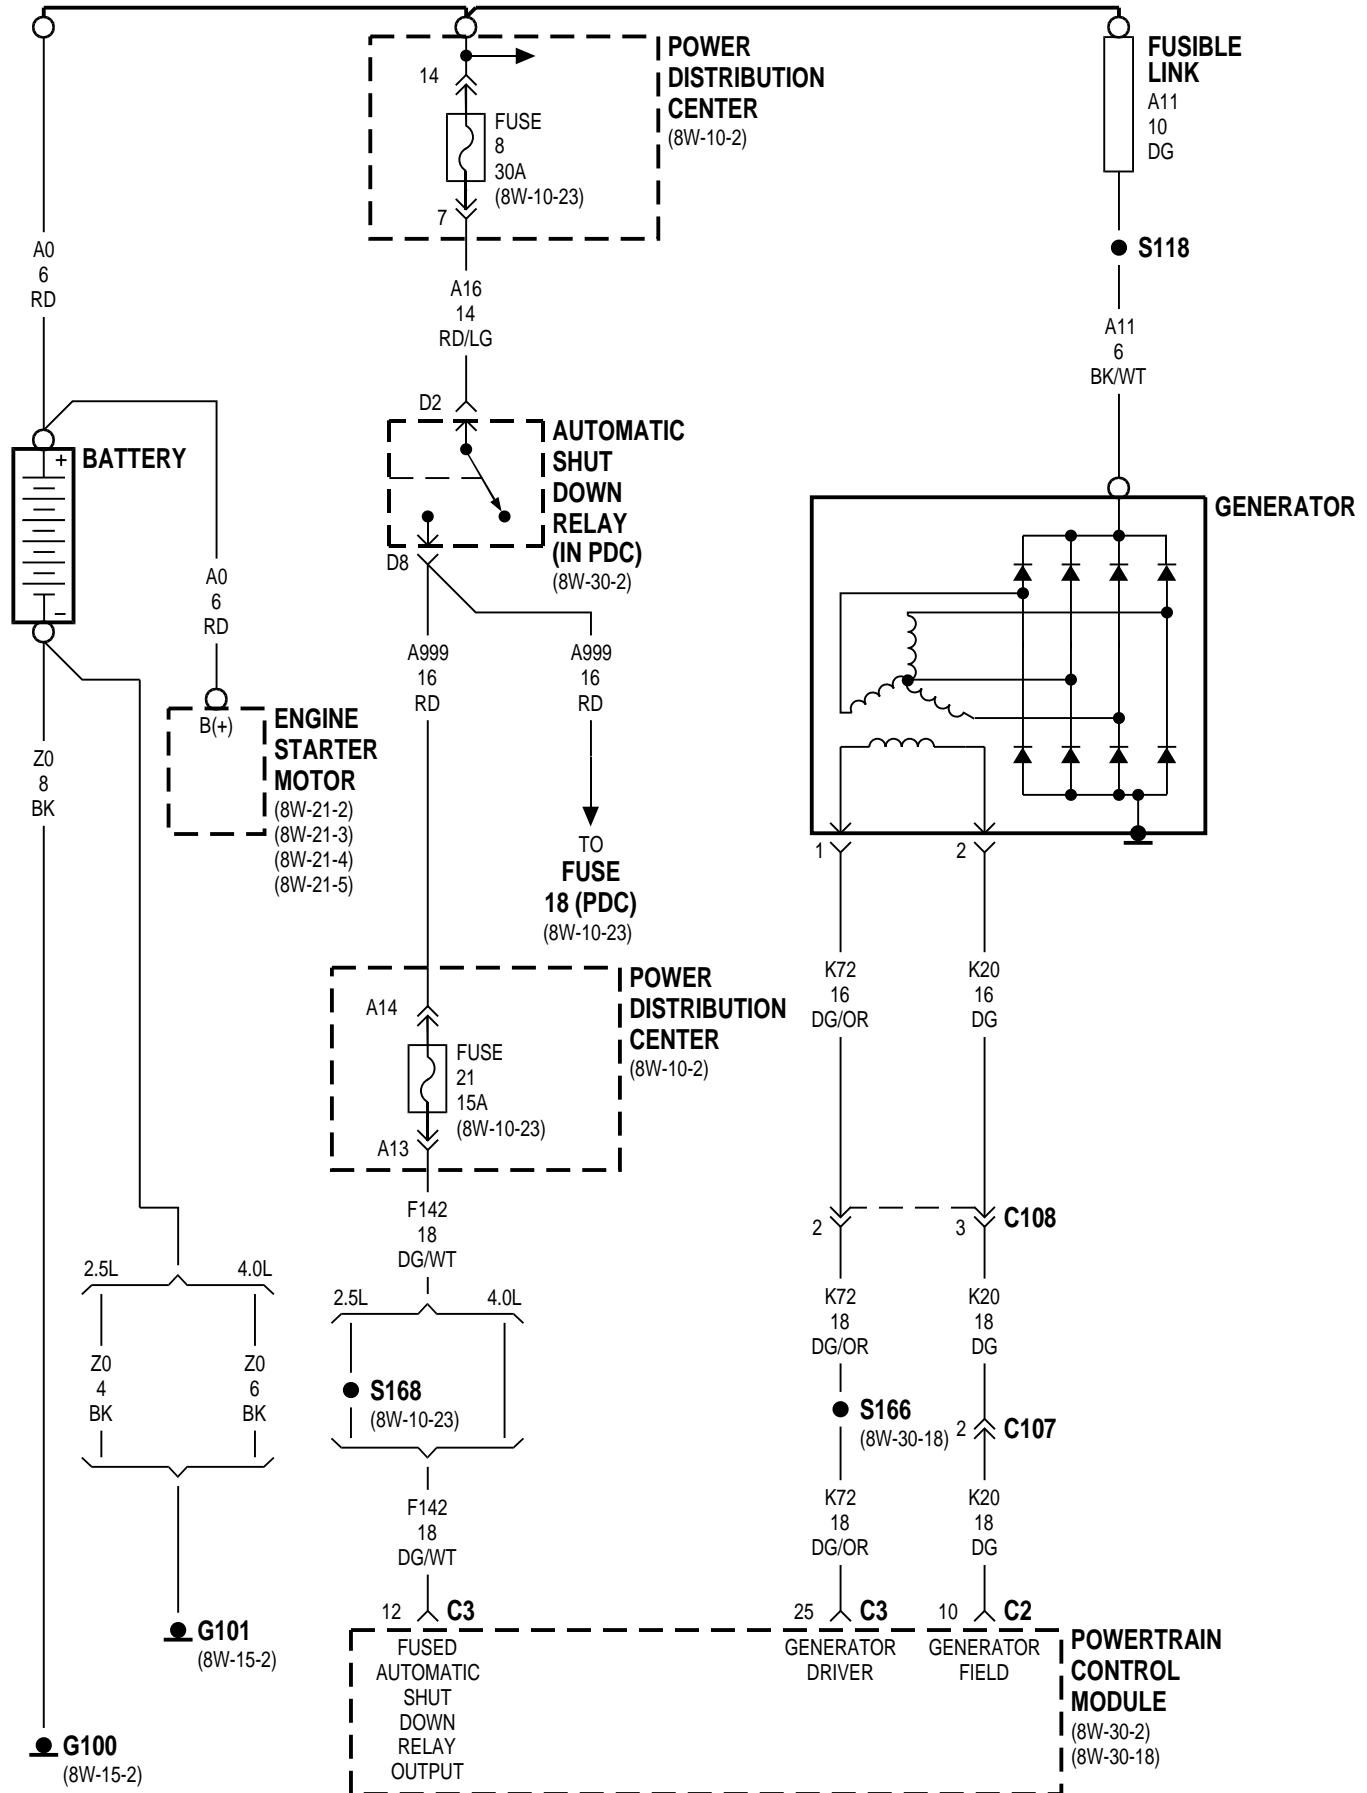 POWER
DISTRIBUTION
CENTER
(8W-10-2)
14
FUSE
8
30A
(8W-10-23)
7
FUSIBLE
LINK
A11
10
DG
S118
A0
6
RD
A16
14
RD/LG
A11
6
BK/WT
D2
AUTOMATIC
SHUT
DOWN
RELAY
(IN PDC)
(8W-30-2)
D8
+
BATTERY
–
GENERATOR
A0
6
RD
A999
16
RD
A999
16
RD
B(+)
ENGINE
STARTER
MOTOR
(8W-21-2)
(8W-21-3)
(8W-21-4)
(8W-21-5)
Z0
8
BK
TO
FUSE
18 (PDC)
(8W-10-23)
1
2
K72
16
DG/OR
K20
16
DG
POWER
DISTRIBUTION
CENTER
(8W-10-2)
A14
FUSE
21
15A
(8W-10-23)
A13
F142
18
DG/WT
2
3
C108
2.5L
4.0L
Z0
4
BK
Z0
6
BK
2.5L
4.0L
S168
(8W-10-23)
K72
18
DG/OR
K20
18
DG
S166
(8W-30-18)
2
C107
F142
18
DG/WT
K72
18
DG/OR
K20
18
DG
12
C3
25
C3
10
C2
G101
(8W-15-2)
FUSED
AUTOMATIC
SHUT
DOWN
RELAY
OUTPUT
GENERATOR
DRIVER
GENERATOR
FIELD
POWERTRAIN
CONTROL
MODULE
(8W-30-2)
(8W-30-18)
G100
(8W-15-2)